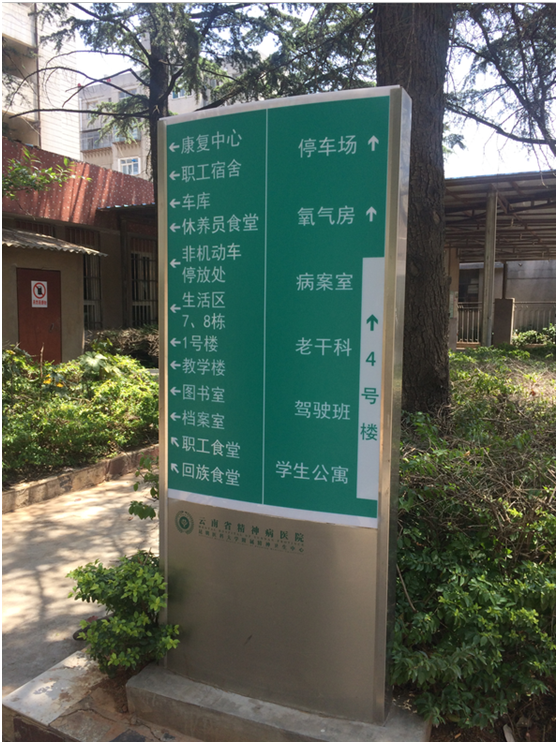 ←康复中心
←职工宿舍
←车库
←休养员食堂
←非机动车
停放处
←生活区
7、8栋
←1号楼
←教学楼
←图书室
←档案室
↖职工食堂
↖回族食堂
停车场↑
氧气房↑
病案室
老干科
驾驶班
学生公寓
↑4号楼
云南省精神病医院